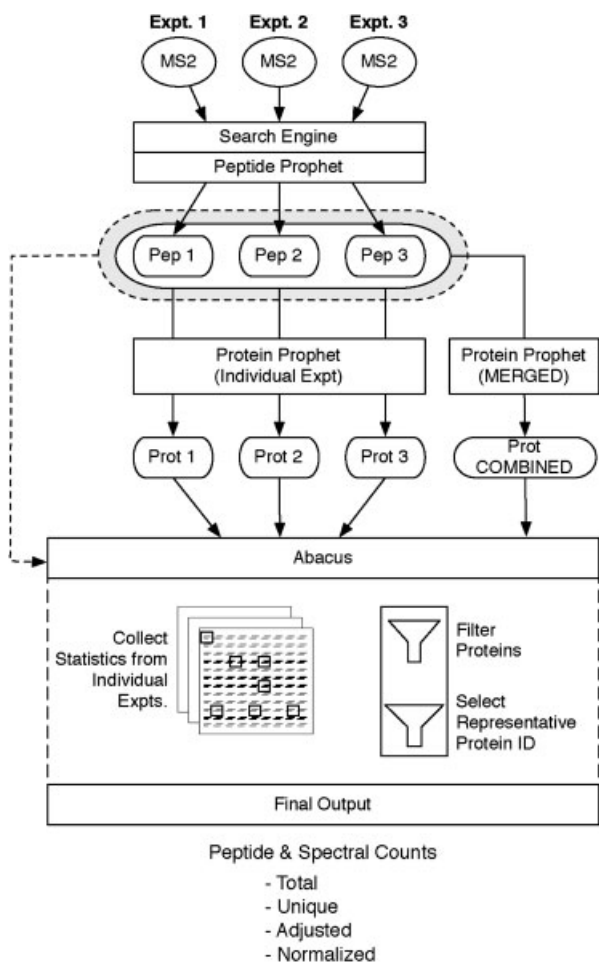 Expt. 1 Expt. 2 Expt. 3
MS2 MS2 MS2
Search Engine
Peptide Prophet
Pep 1 Pep 2 Pep 3
Protein Prophet
(Individual Expt)
Protein Prophet
(MERGED)
Prot 1 Prot 2 Prot 3
Prot
COMBINED
Abacus
Collect
Statistics from
Individual
Expts.
Filter
Proteins
Select
Representative
Protein ID
Final Output
Peptide & Spectral Counts
- Total
- Unique
- Adjusted
- Normalized